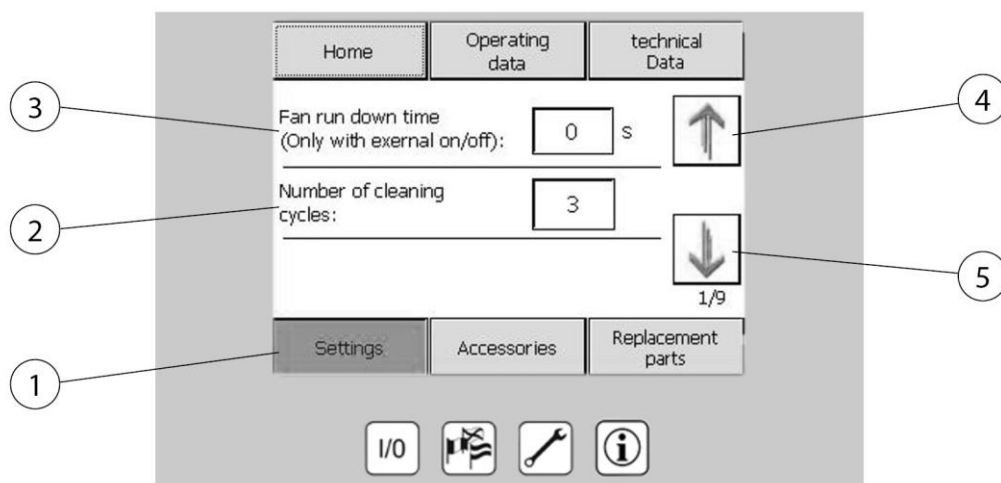 Home
Operating
data
technical
Data
3
Fan run down time
(Only with exernal on/off):
0
s
4
2
Number of cleaning
cycles:
3
5
1/9
1
Settings
Accessories
Replacement
parts
I/0
i